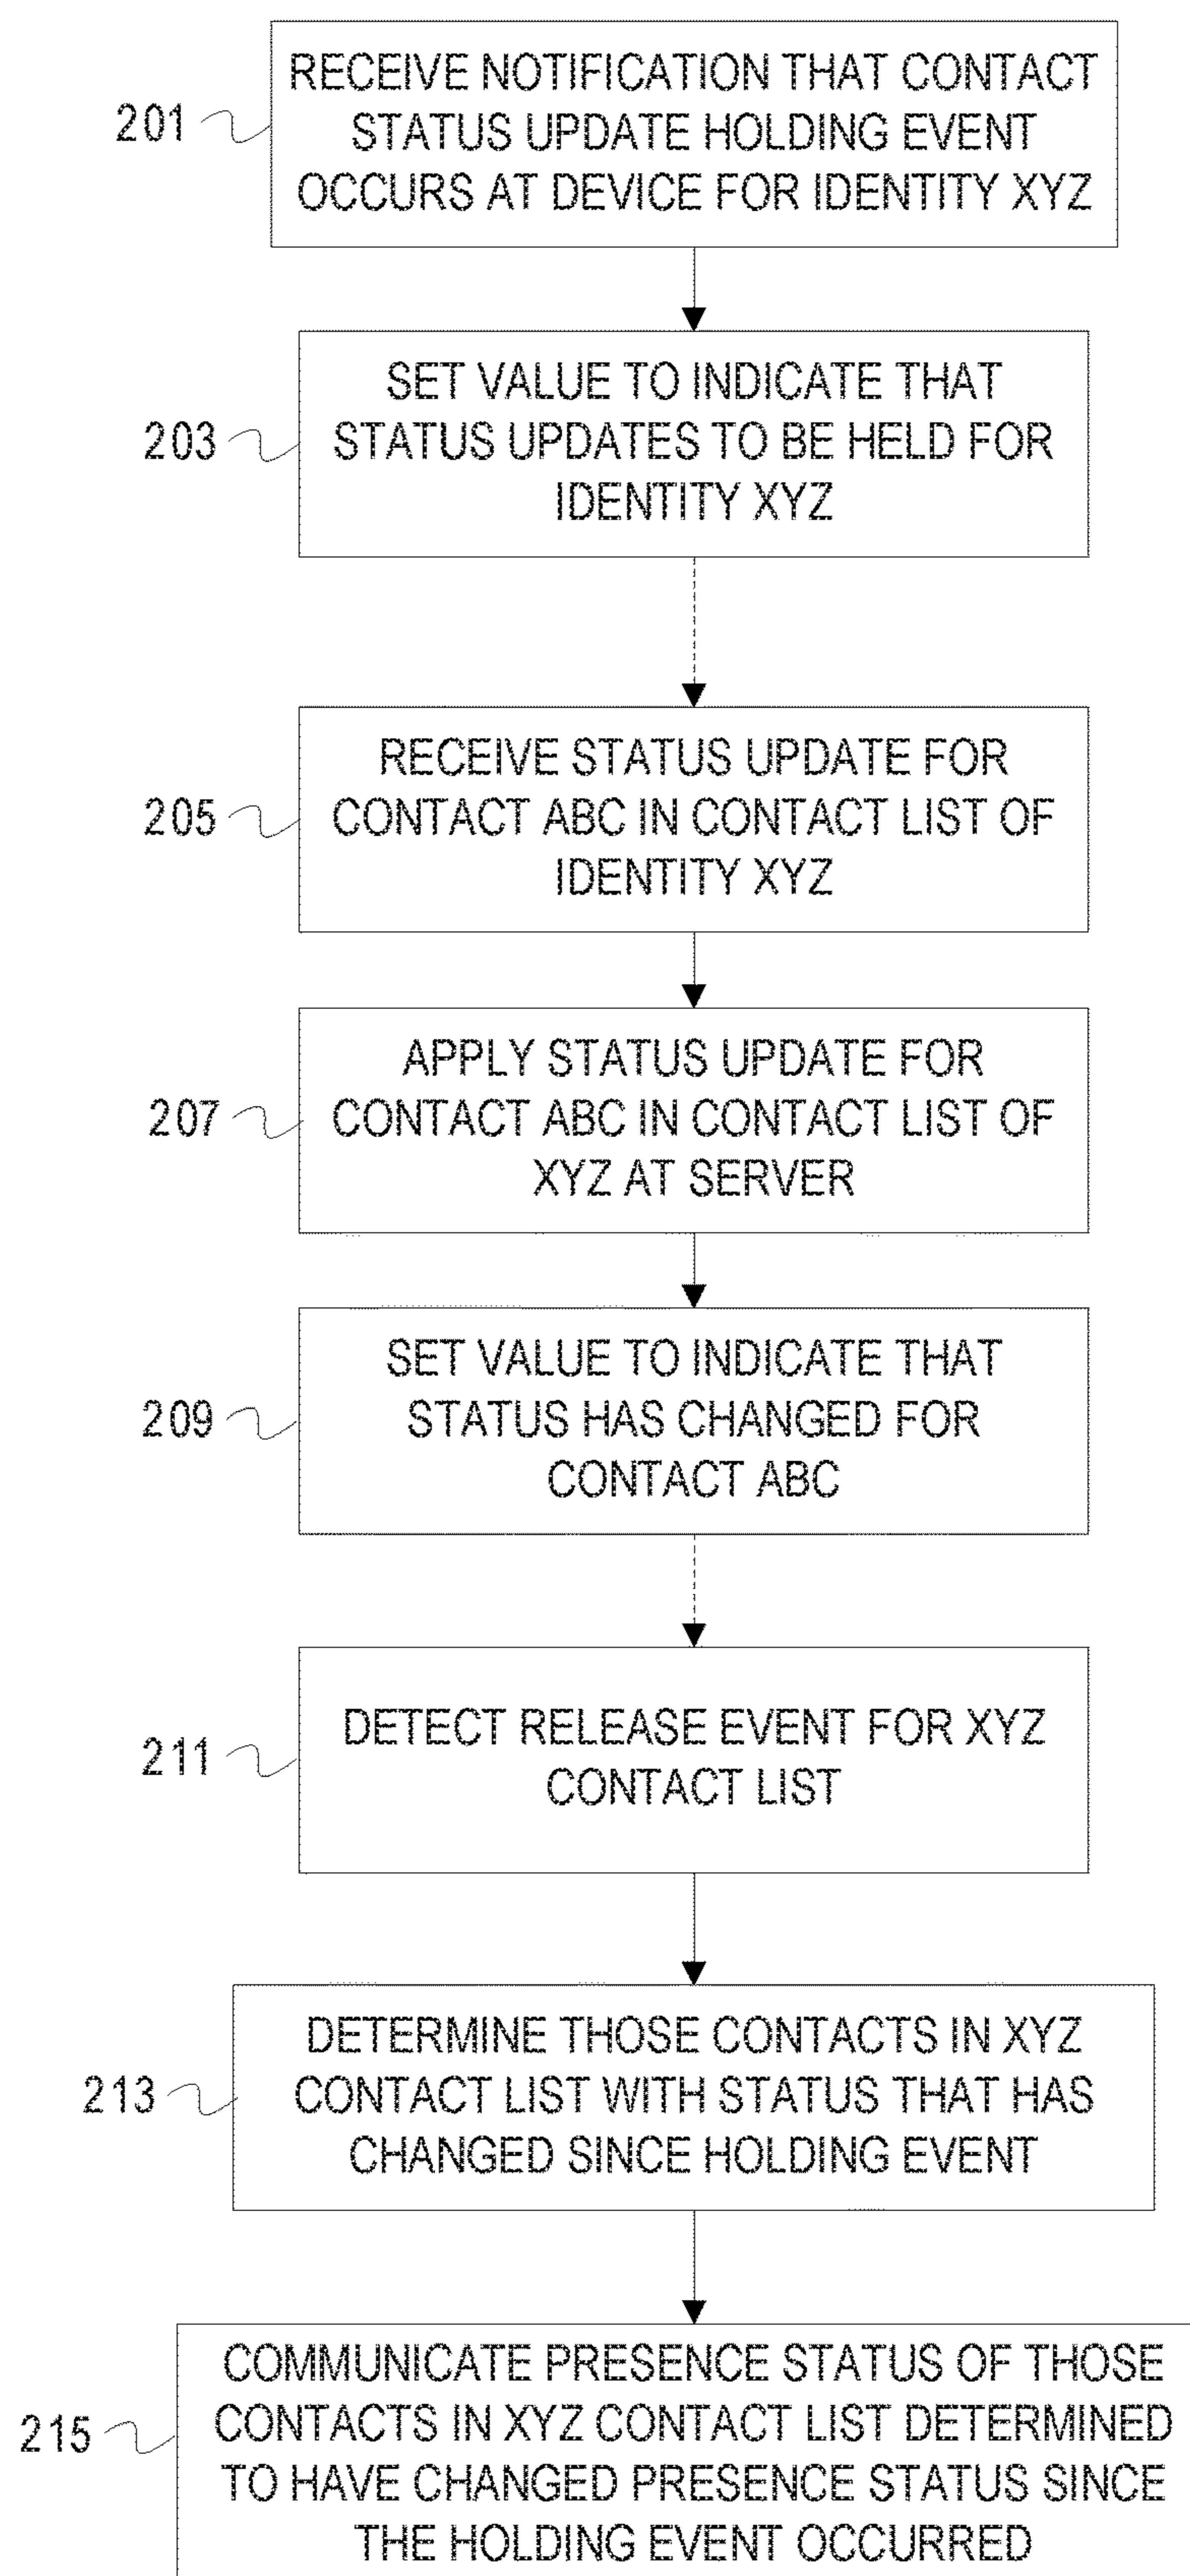 RECEIVE NOTIFICATION THAT CONTACT
STATUS UPDATE HOLDING EVENT
OCCURS AT DEVICE FOR IDENTITY XYZ
201
SET VALUE TO INDICATE THAT
STATUS UPDATES TO BE HELD FOR
IDENTITY XYZ
203
RECEIVE STATUS UPDATE FOR
CONTACT ABC IN CONTACT LIST OF
IDENTITY XYZ
205
APPLY STATUS UPDATE FOR
CONTACT ABC IN CONTACT LIST OF
XYZ AT SERVER
207
SET VALUE TO INDICATE THAT
STATUS HAS CHANGED FOR
CONTACT ABC
209
DETECT RELEASE EVENT FOR XYZ
CONTACT LIST
211
DETERMINE THOSE CONTACTS IN XYZ
CONTACT LIST WITH STATUS THAT HAS
CHANGED SINCE HOLDING EVENT
213
COMMUNICATE PRESENCE STATUS OF THOSE
CONTACTS IN XYZ CONTACT LIST DETERMINED
TO HAVE CHANGED PRESENCE STATUS SINCE
THE HOLDING EVENT OCCURRED
215